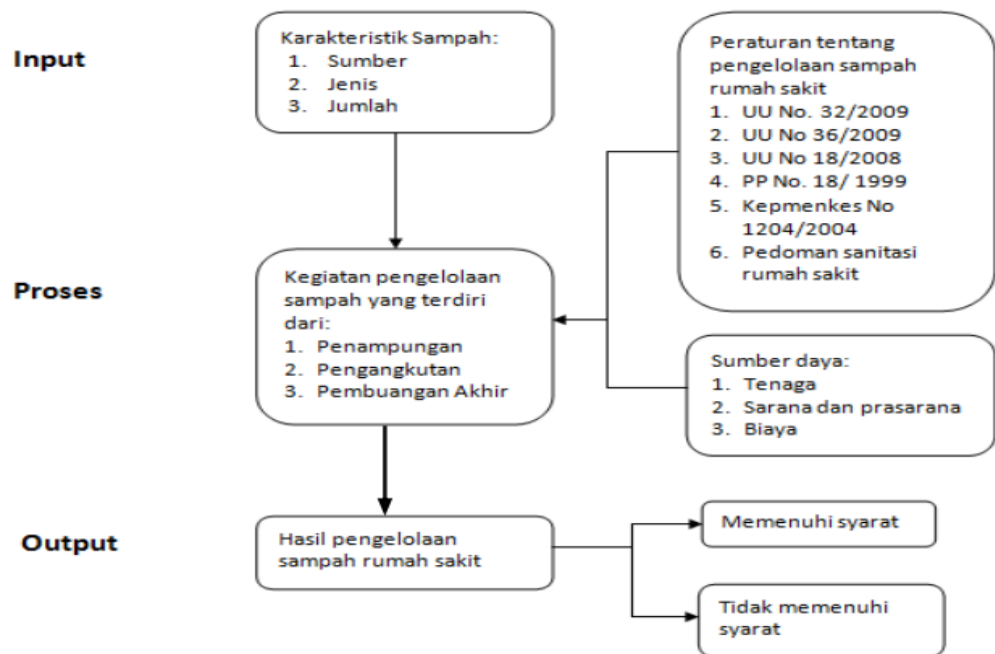 Input
Karakteristik Sampah:
1. Sumber
2. Jenis
3. Jumlah
Peraturan tentang
pengelolaan sampah
rumah sakit
1. UU No. 32/2009
2. UU No 36/2009
3. UU No 18/2008
4. PP No. 18/ 1999
5. Kepmenkes No
1204/2004
6. Pedoman sanitasi
rumah sakit
Proses
Kegiatan pengelolaan
sampah yang terdiri
dari:
1. Penampungan
2. Pengangkutan
3. Pembuangan Akhir
Sumber daya:
1. Tenaga
2. Sarana dan prasarana
3. Biaya
Output
Hasil pengelolaan
sampah rumah sakit
Memenuhi syarat
Tidak memenuhi
syarat